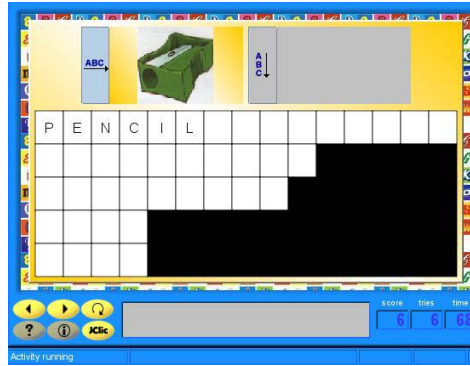 ABC
A
B
C
P E N C I L
score tries time
6 6 68
? i JClic
Activity running